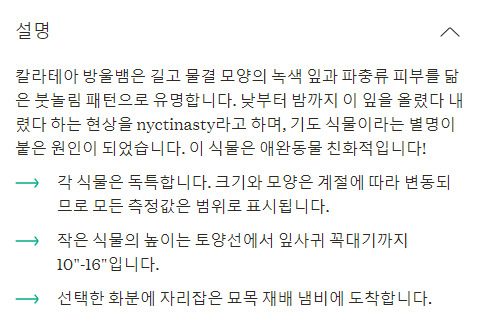 설명
칼라테아 방울뱀은 길고 물결 모양의 녹색 잎과 파충류 피부를 닮
은 붓놀림 패턴으로 유명합니다. 낮부터 밤까지 이 잎을 올렸다 내
렸다 하는 현상을 nyctinasty라고 하며, 기도 식물이라는 별명이
붙은 원인이 되었습니다. 이 식물은 애완동물 친화적입니다!
각 식물은 독특합니다. 크기와 모양은 계절에 따라 변동되
므로 모든 측정값은 범위로 표시됩니다.
작은 식물의 높이는 토양선에서 잎사귀 꼭대기까지
10"-16"입니다.
선택한 화분에 자리잡은 묘목 재배 냄비에 도착합니다.